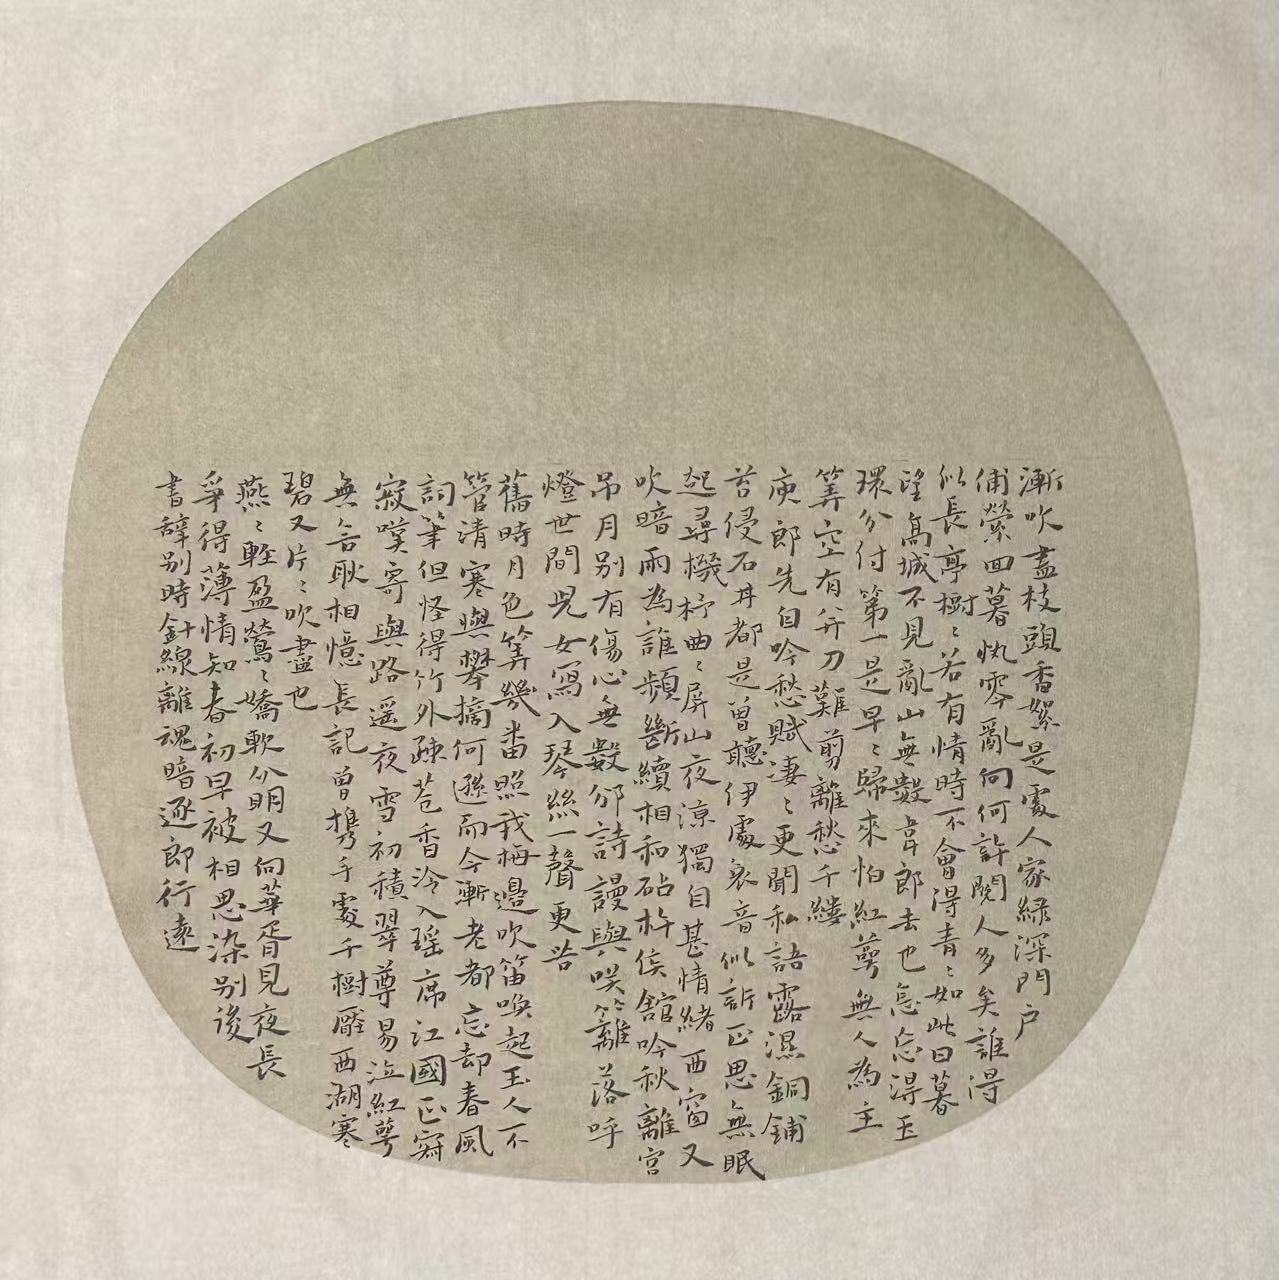 漸吹盡枝頭香絮是處人家綠深門戶
浦縈回暮帆零亂向何許閱人多矣誰得
似長亭樹〻若有情時不會得青〻如此日暮
望高城不見亂山無數韋郎去也怎忘得玉
環分付第一是早〻歸來怕紅萼無人為主
算空有并刀難剪離愁千縷
庾郎先自吟愁賦凄〻更聞私語露濕銅鋪
苔侵石井都是曾聽伊處哀音似訴正思無眠
起尋機杼曲〻屏山夜涼獨自甚情緒西窗又
吹暗雨為誰頻斷續相和砧杵侯館吟秋離宮
吊月別有傷心無數豳詩謾與咲籬落呼
燈世間兒女寫入琴絲一聲更苦
舊時月色算幾番照我梅邊吹笛喚起玉人不
管清寒與攀摘何遜而今漸老都忘却春風
詞筆但怪得竹外疎花香冷入瑤席江國正寂
寂嘆寄與路遙夜雪初積翠尊易泣紅萼
無言耿相憶長記曾攜手處千樹壓西湖寒
碧又片〻吹盡也
燕〻輕盈鶯〻嬌軟分明又向華胥見夜長
爭得薄情知春初早被相思染別後
書辭別時針線離魂暗逐郎行遠